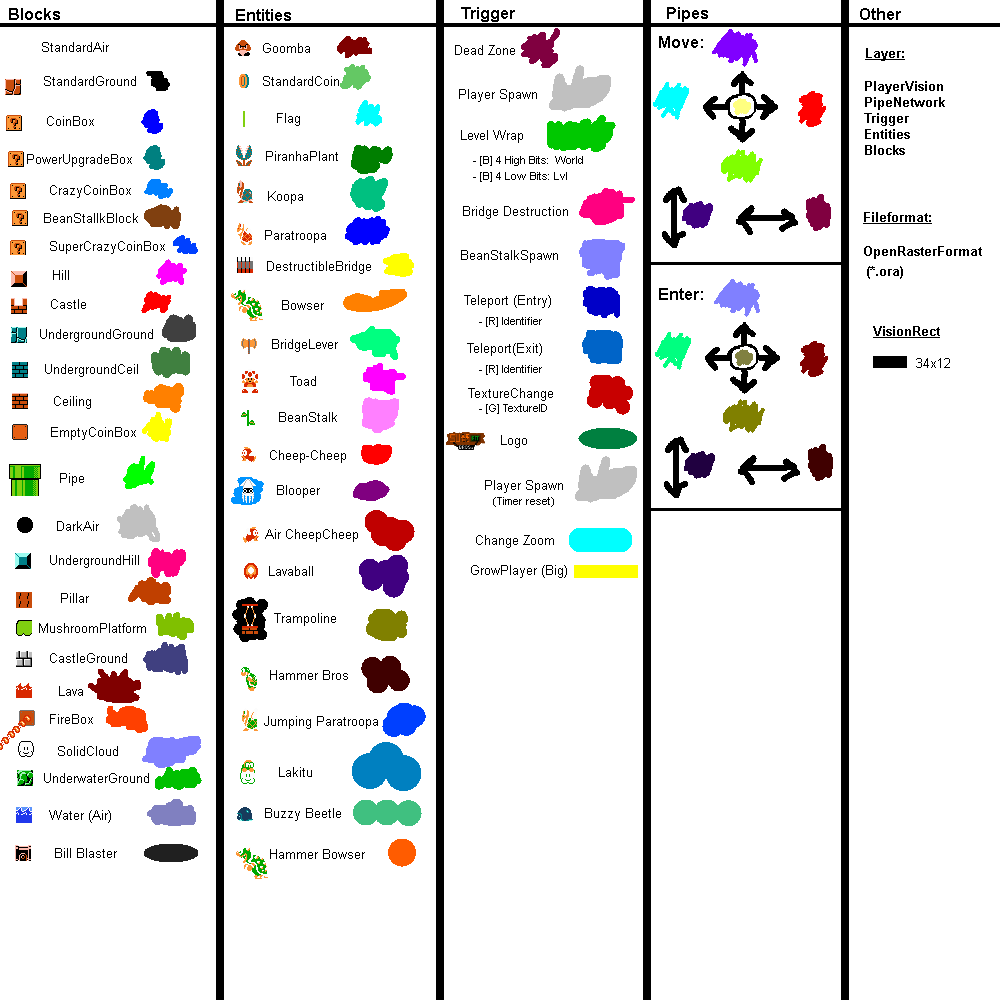 Blocks
StandardAir
StandardGround
CoinBox
PowerUpgradeBox
CrazyCoinBox
BeanStallkBlock
SuperCrazyCoinBox
Hill
Castle
UndergroundGround
UndergroundCeil
Ceiling
EmptyCoinBox
Pipe
DarkAir
UndergroundHill
Pillar
MushroomPlatform
CastleGround
Lava
FireBox
SolidCloud
UnderwaterGround
Water (Air)
Bill Blaster
Entities
Goomba
StandardCoin
Flag
PiranhaPlant
Koopa
Paratroopa
DestructibleBridge
Bowser
BridgeLever
Toad
BeanStalk
Cheep-Cheep
Blooper
Air CheepCheep
Lavaball
Trampoline
Hammer Bros
Jumping Paratroopa
Lakitu
Buzzy Beetle
Hammer Bowser
Trigger
Dead Zone
Player Spawn
Level Wrap
- [B] 4 High Bits: World
- [B] 4 Low Bits: Lvl
Bridge Destruction
BeanStalkSpawn
Teleport (Entry)
- [R] Identifier
Teleport(Exit)
- [R] Identifier
TextureChange
- [G] TextureID
Logo
Player Spawn
(Timer reset)
Change Zoom
GrowPlayer (Big)
Pipes
Move:
Enter:
Other
Layer:
PlayerVision
PipeNetwork
Trigger
Entities
Blocks
Fileformat:
OpenRasterFormat
(*.ora)
VisionRect
34x12